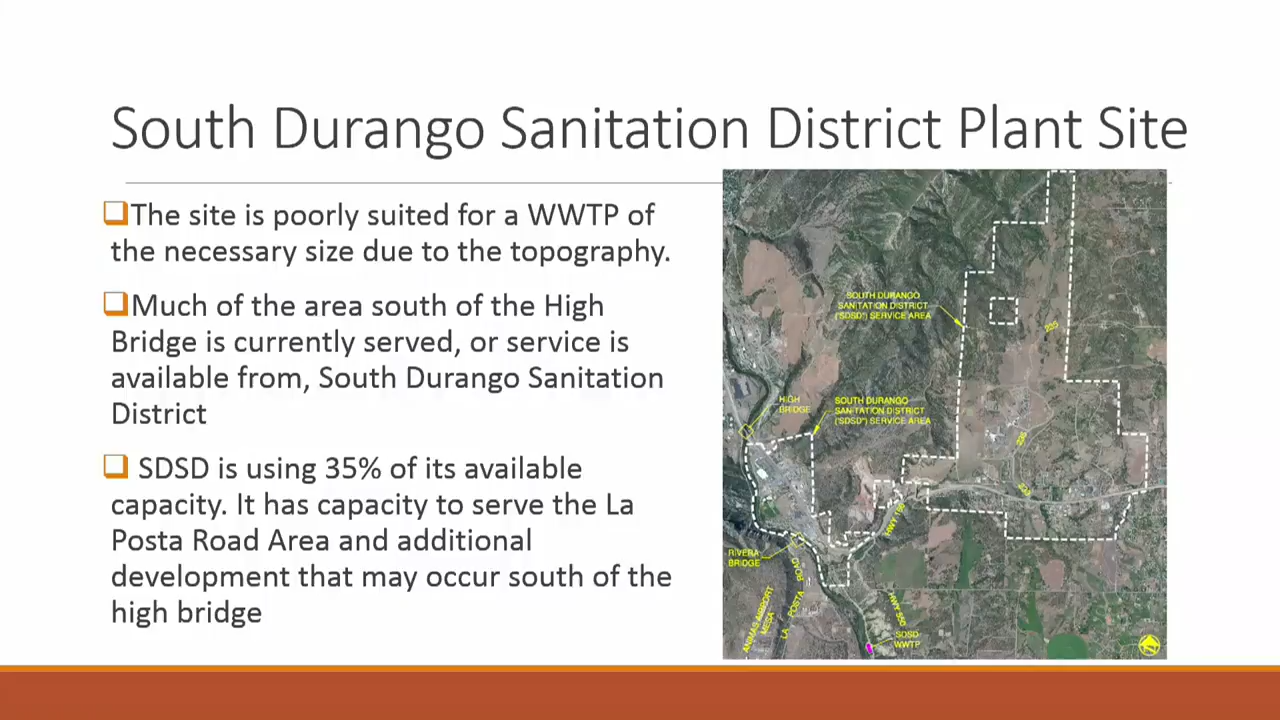 South Durango Sanitation District Plant Site
The site is poorly suited for a WWTP of
the necessary size due to the topography.
Much of the area south of the High
Bridge is currently served, or service is
available from, South Durango Sanitation
District
SDSD is using 35% of its available
capacity. It has capacity to serve the La
Posta Road Area and additional
development that may occur south of the
high bridge
SOUTH DURANGO
SANITATION DISTRICT
("SDSD") SERVICE AREA
HIGH
BRIDGE
SOUTH DURANGO
SANITATION DISTRICT
("SDSD") SERVICE AREA
RIVERA
BRIDGE
LA POSTA ROAD
ANIMAS AIRPORT
MESA
HWY 550
SDSD
WWTP